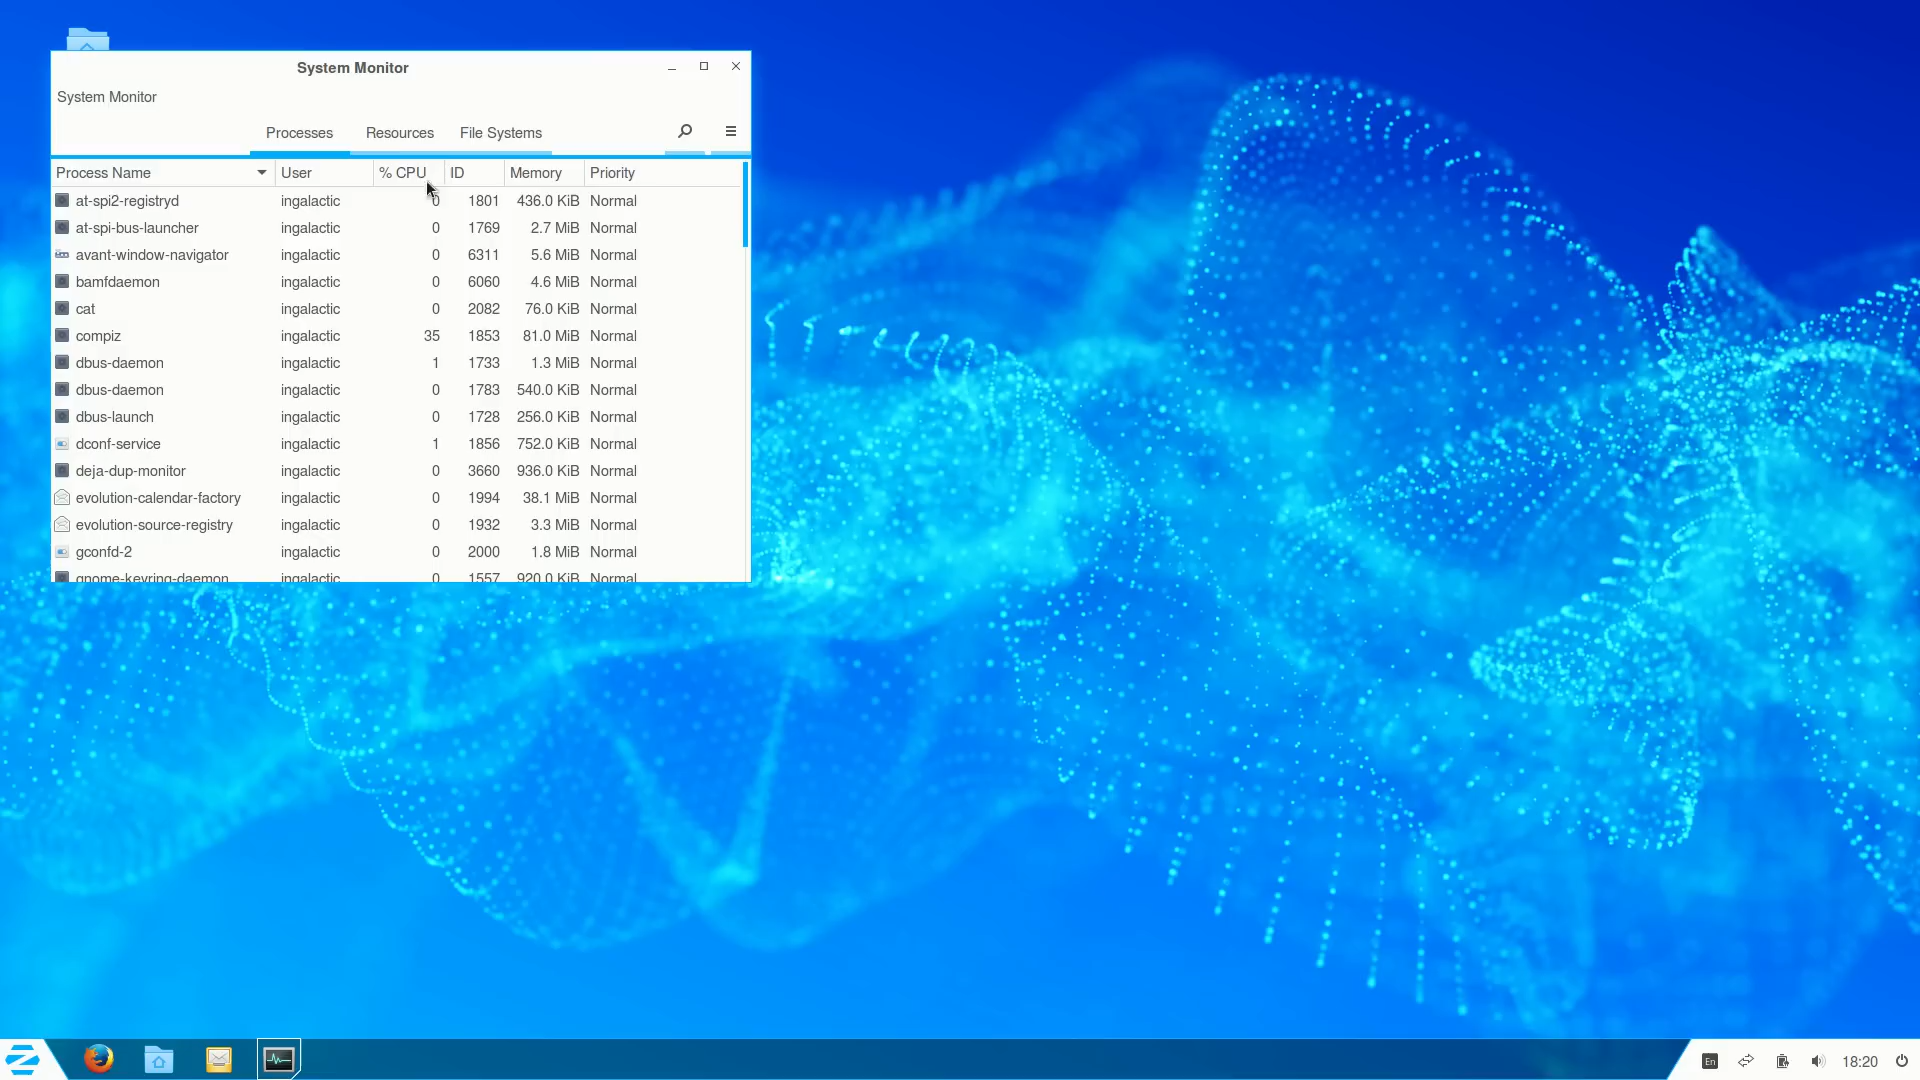 System Monitor
System Monitor
Processes Resources File Systems
Process Name User % CPU ID Memory Priority
at-spi2-registryd ingalactic 0 1801 436.0 KiB Normal
at-spi-bus-launcher ingalactic 0 1769 2.7 MiB Normal
avant-window-navigator ingalactic 0 6311 5.6 MiB Normal
bamfdaemon ingalactic 0 6060 4.6 MiB Normal
cat ingalactic 0 2082 76.0 KiB Normal
compiz ingalactic 35 1853 81.0 MiB Normal
dbus-daemon ingalactic 1 1733 1.3 MiB Normal
dbus-daemon ingalactic 0 1783 540.0 KiB Normal
dbus-launch ingalactic 0 1728 256.0 KiB Normal
dconf-service ingalactic 1 1856 752.0 KiB Normal
deja-dup-monitor ingalactic 0 3660 936.0 KiB Normal
evolution-calendar-factory ingalactic 0 1994 38.1 MiB Normal
evolution-source-registry ingalactic 0 1932 3.3 MiB Normal
gconfd-2 ingalactic 0 2000 1.8 MiB Normal
gnome-keyring-daemon ingalactic 0 1557 920.0 KiB Normal
En 18:20